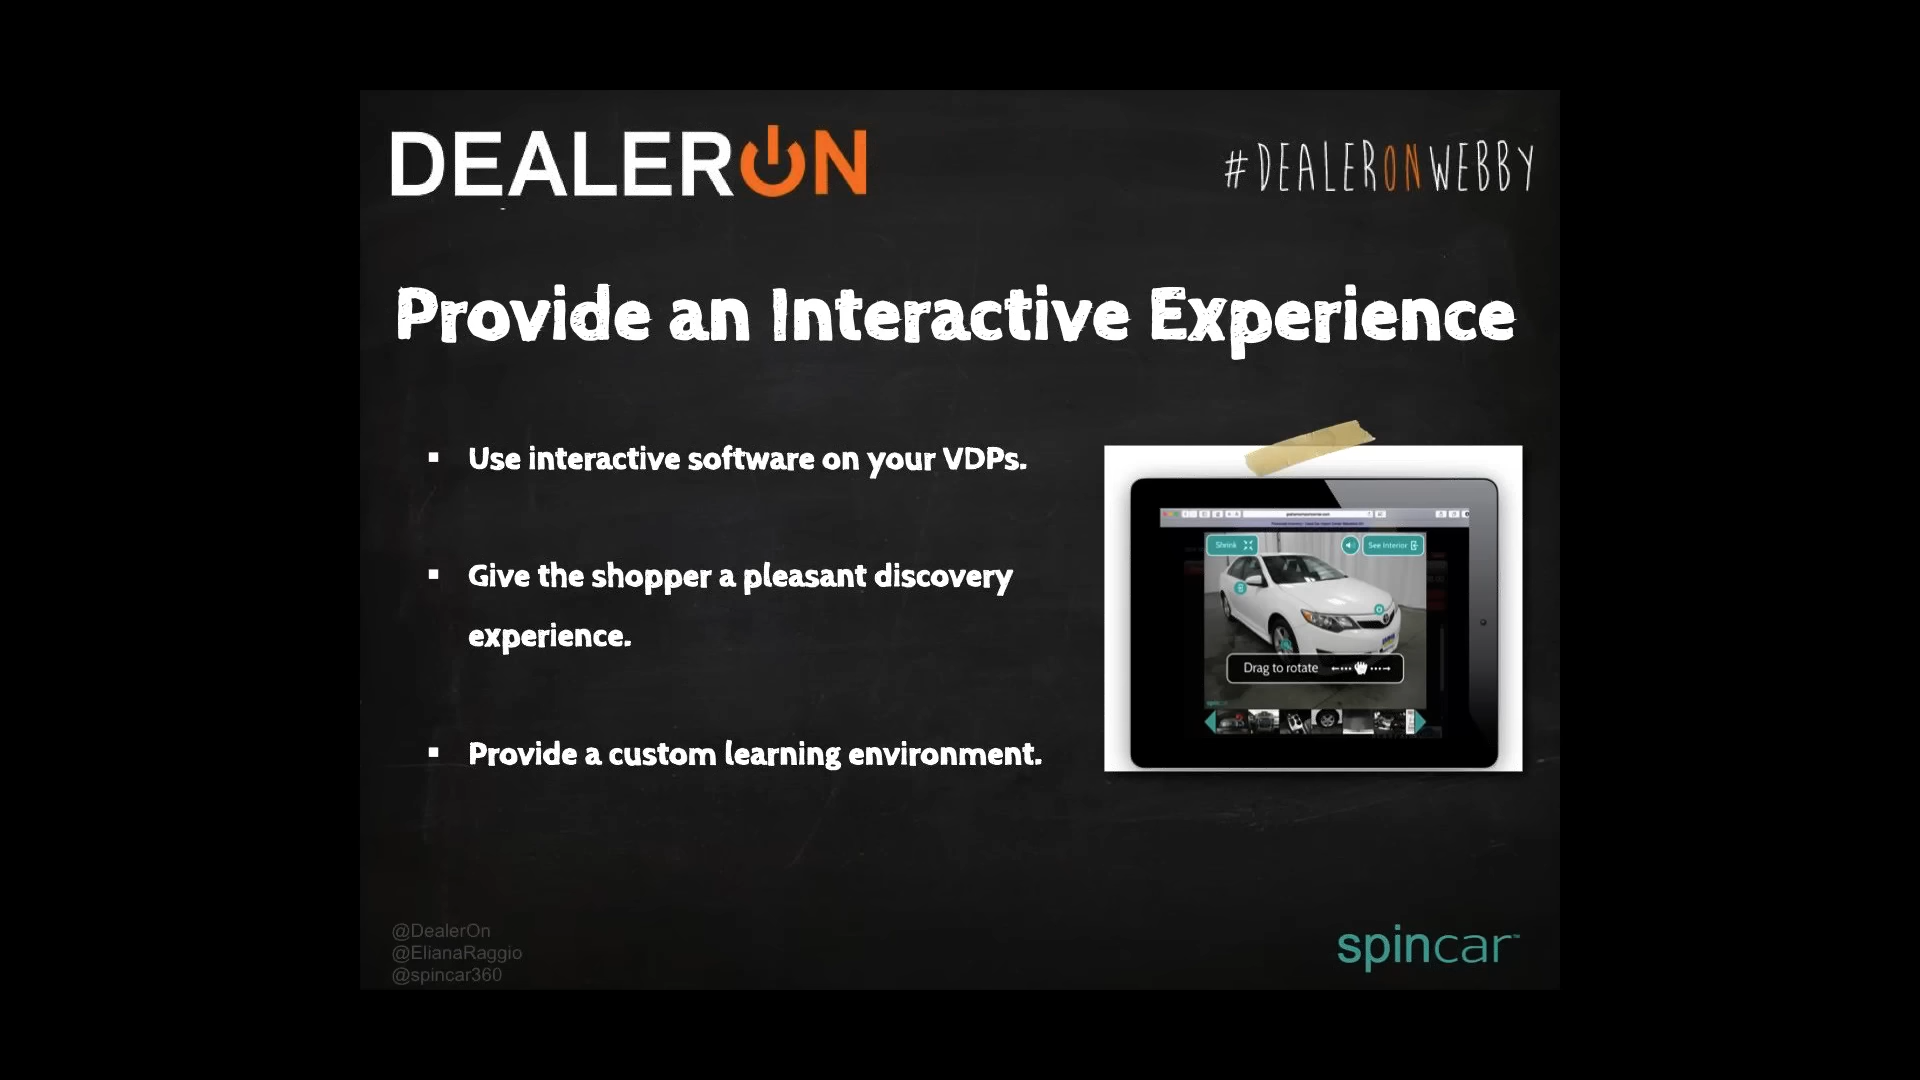 DEALERON
#DEALERONWEBBY
Provide an Interactive Experience
▪ Use interactive software on your VDPs.
▪ Give the shopper a pleasant discovery
experience.
▪ Provide a custom learning environment.
Shrink
See Interior
Drag to rotate
spincar
@DealerOn
@ElianaRaggio
@spincar360
spincar™